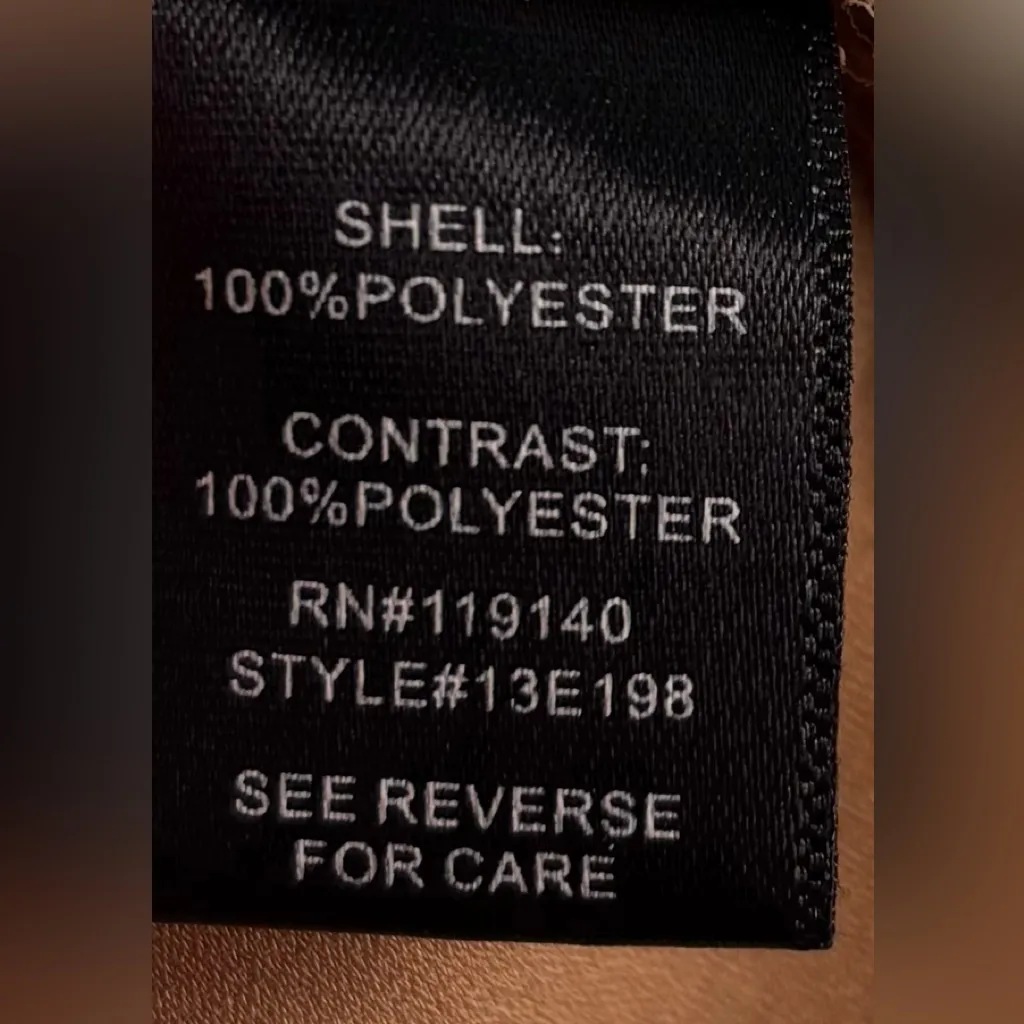 SHELL:
100%POLYESTER
CONTRAST:
100%POLYESTER
RN#119140
STYLE#13E198
SEE REVERSE
FOR CARE